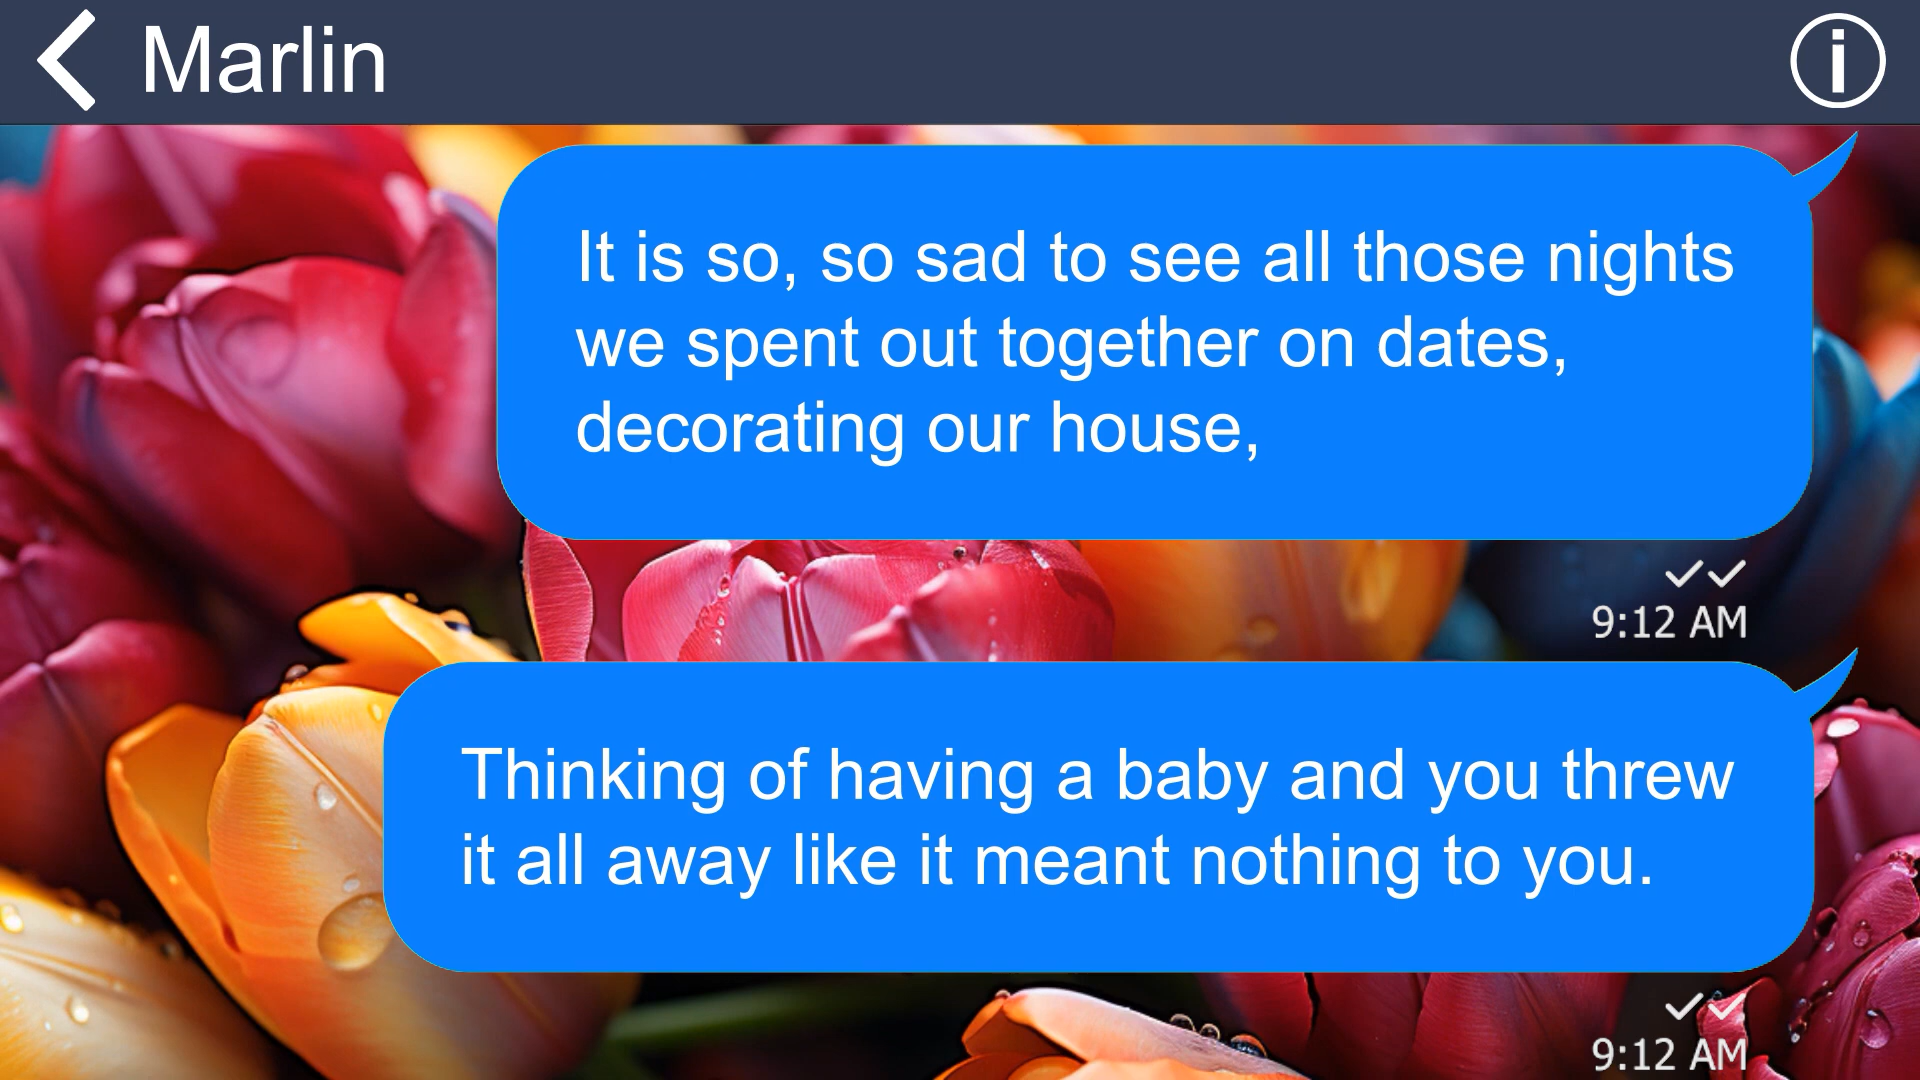 Marlin
It is so, so sad to see all those nights
we spent out together on dates,
decorating our house,
9:12 AM
Thinking of having a baby and you threw
it all away like it meant nothing to you.
9:12 AM